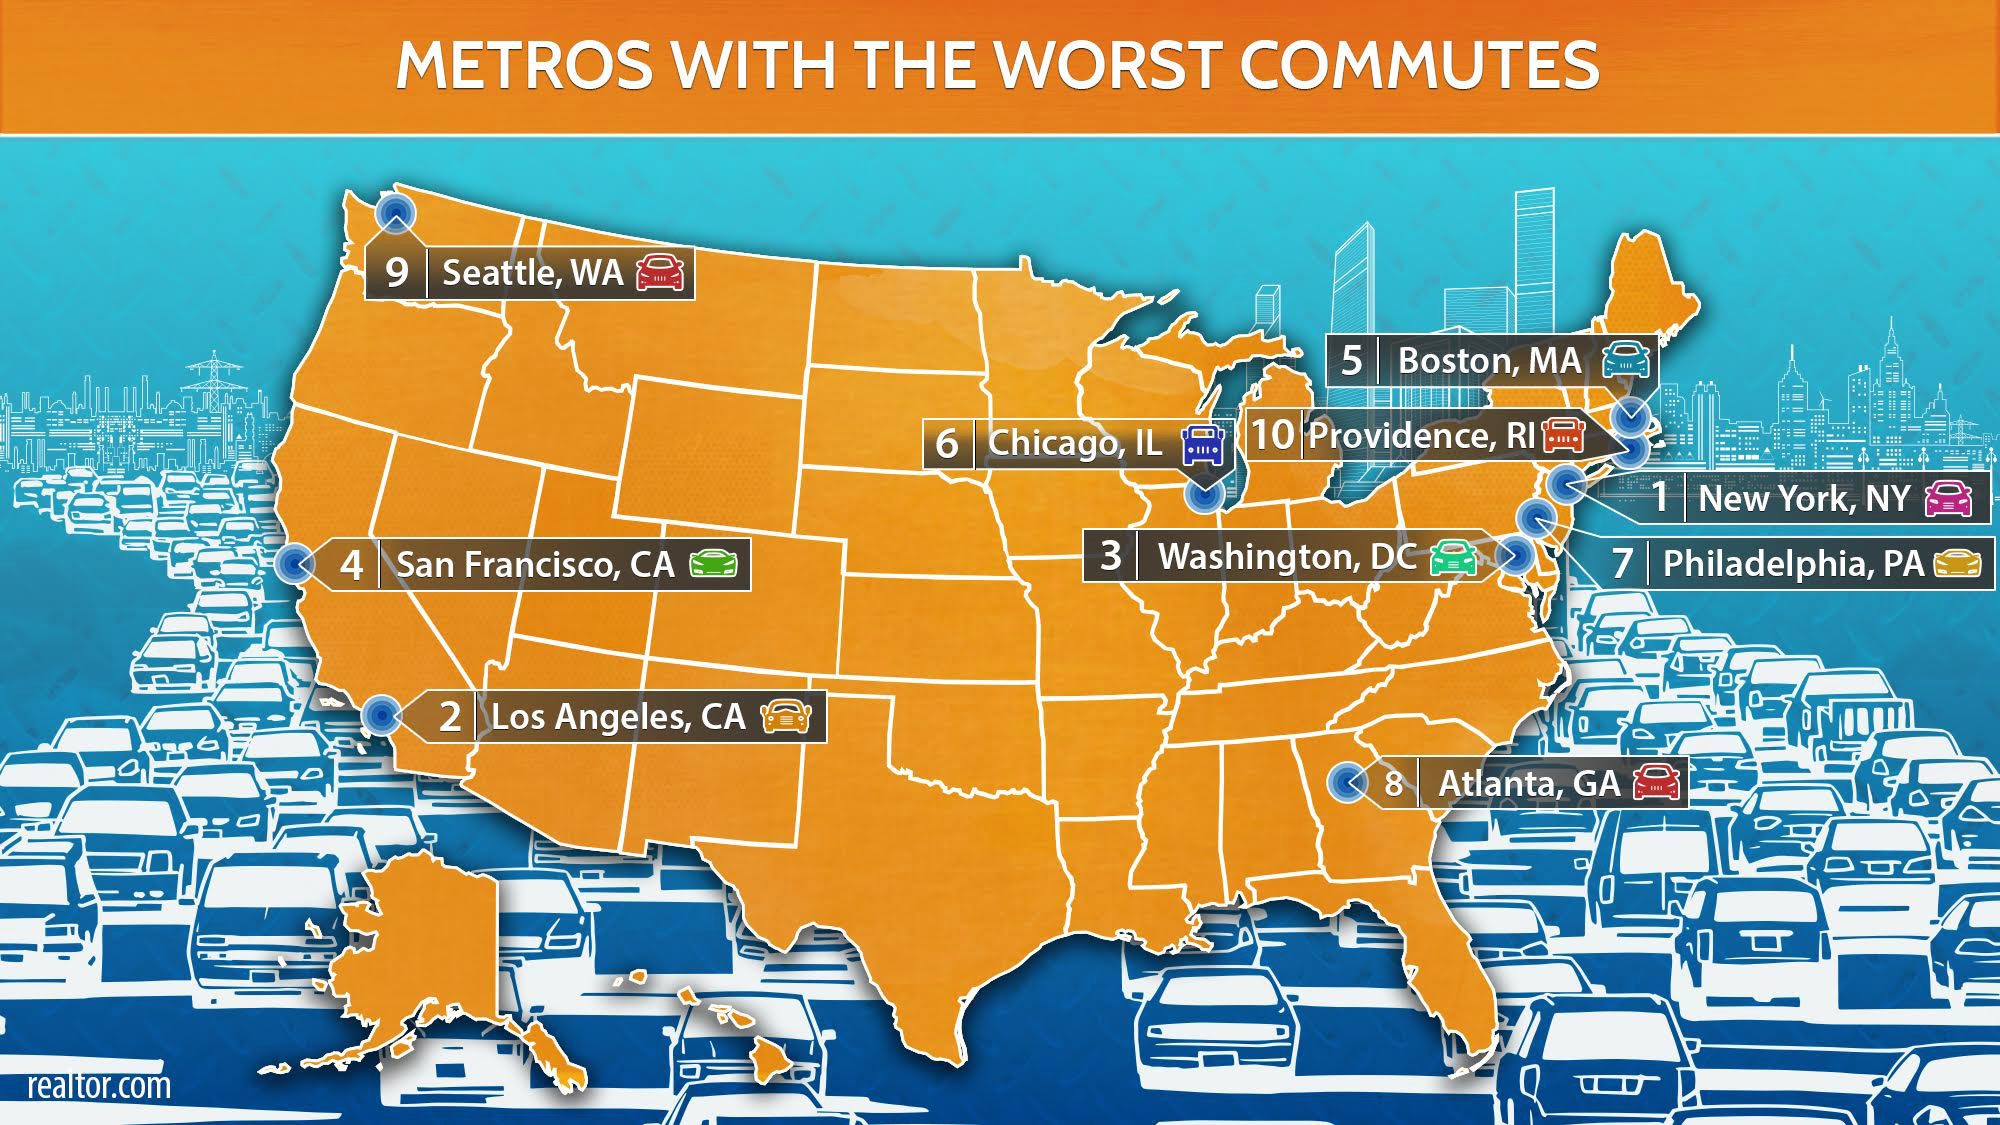 METROS WITH THE WORST COMMUTES
9 Seattle, WA
5 Boston, MA
6 Chicago, IL
10 Providence, RI
1 New York, NY
3 Washington, DC
7 Philadelphia, PA
4 San Francisco, CA
2 Los Angeles, CA
8 Atlanta, GA
realtor.com